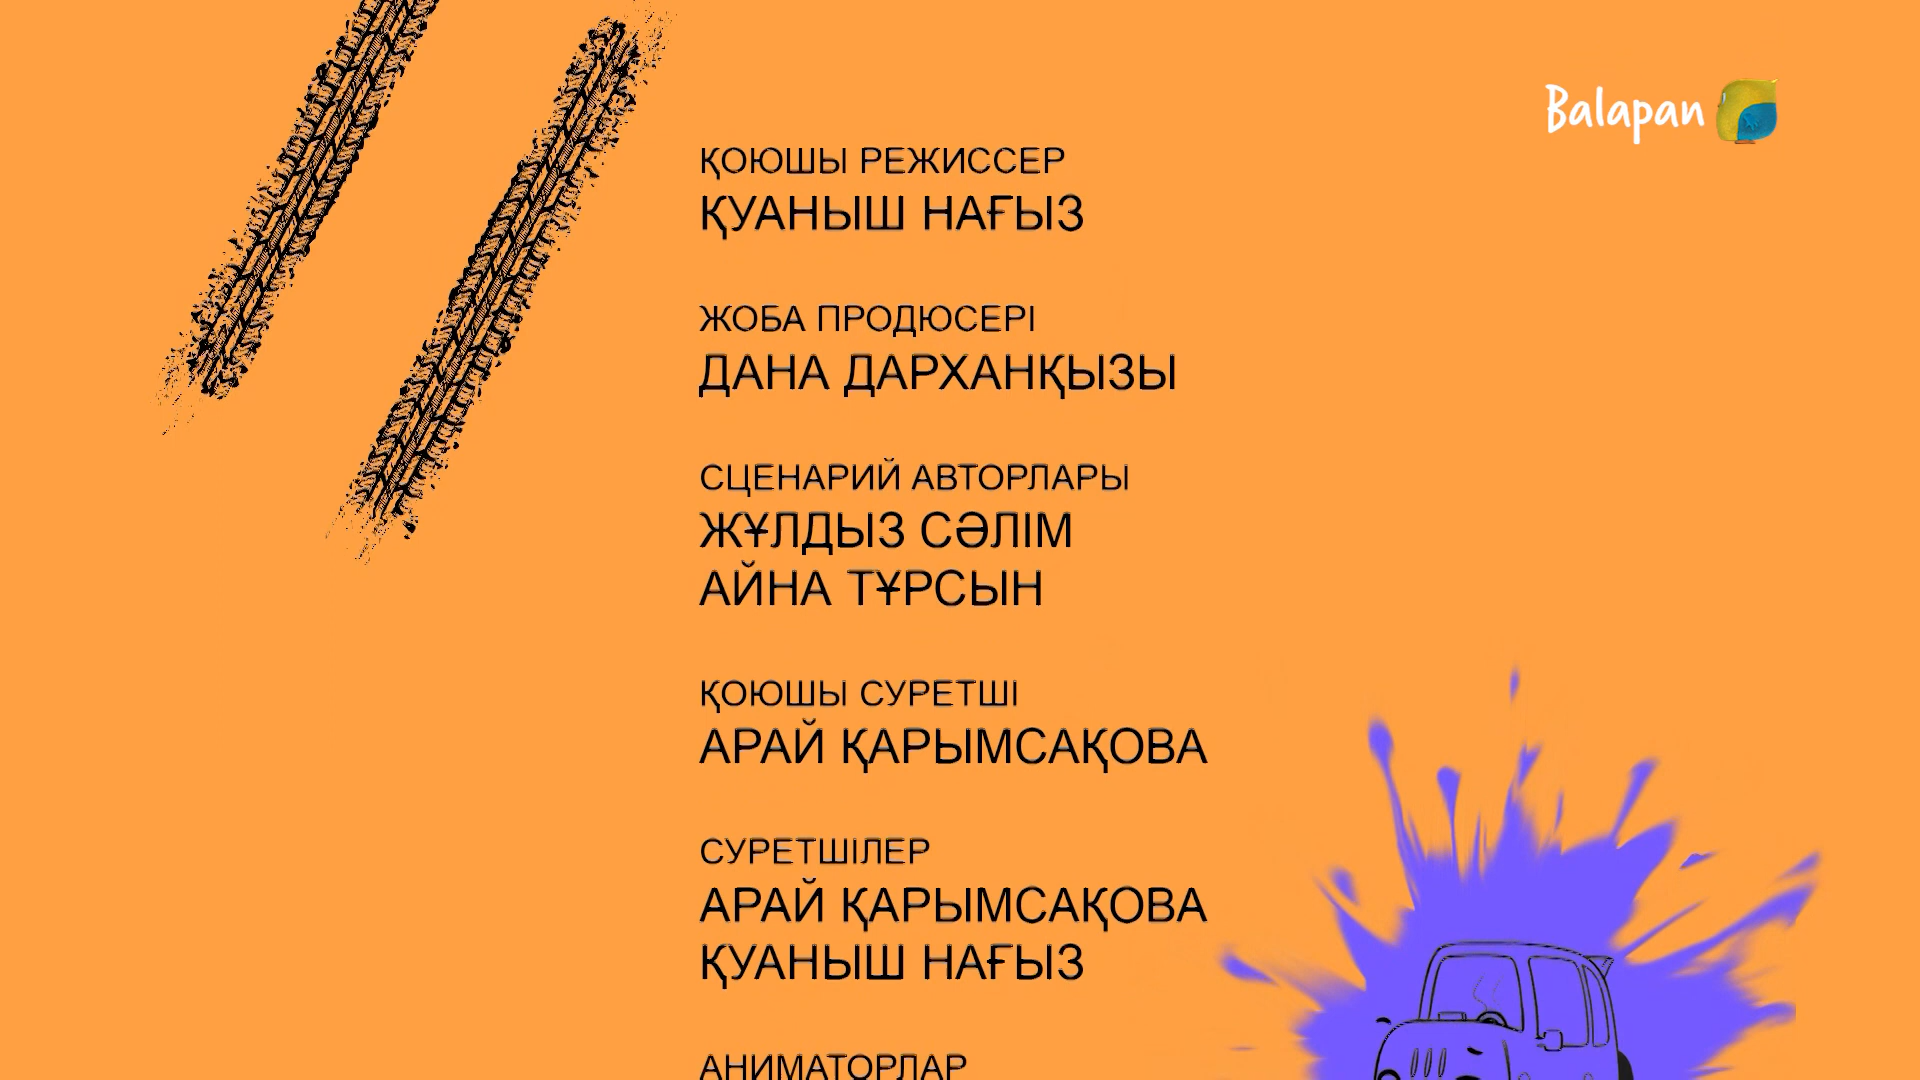 Balapan
ҚОЮШЫ РЕЖИССЕР
ҚУАНЫШ НАҒЫЗ
ЖОБА ПРОДЮСЕРІ
ДАНА ДАРХАНҚЫЗЫ
СЦЕНАРИЙ АВТОРЛАРЫ
ЖҰЛДЫЗ СӘЛІМ
АЙНА ТҰРСЫН
ҚОЮШЫ СУРЕТШІ
АРАЙ ҚАРЫМСАҚОВА
СУРЕТШІЛЕР
АРАЙ ҚАРЫМСАҚОВА
ҚУАНЫШ НАҒЫЗ
АНИМАТОРЛАР